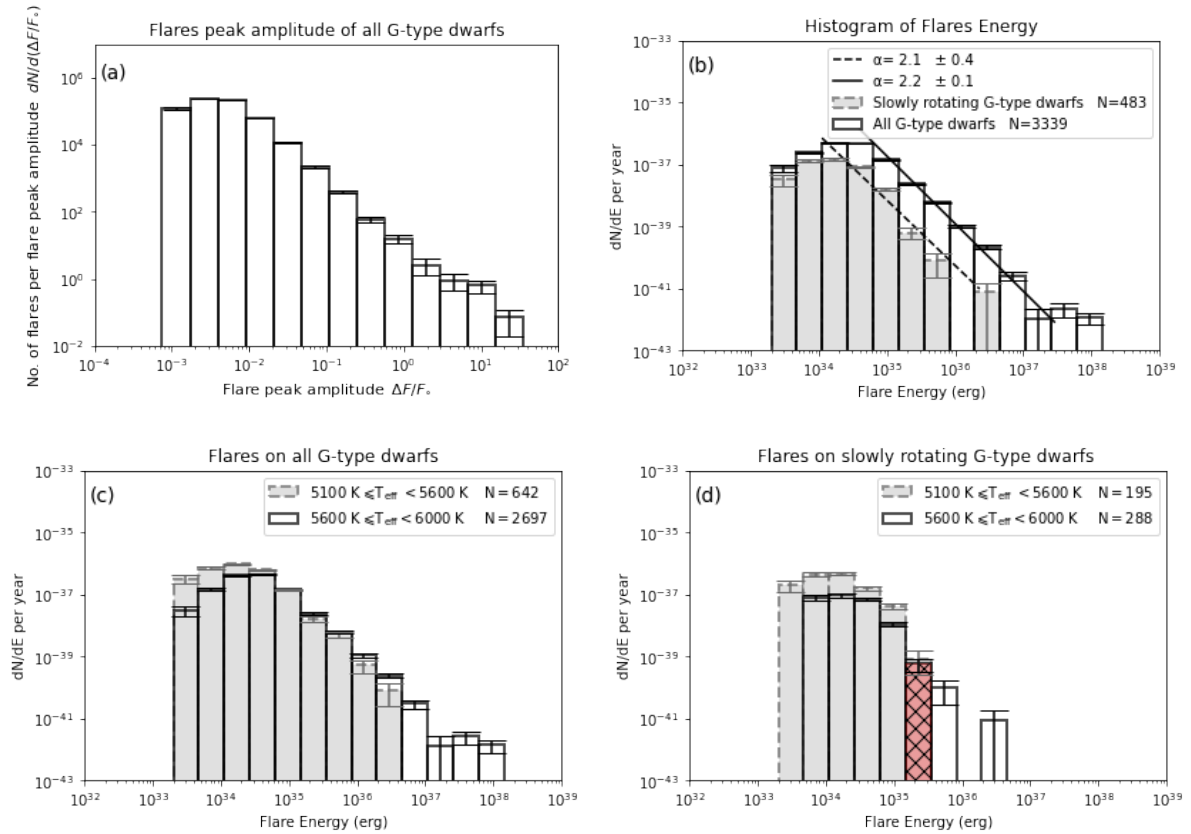 Flares peak amplitude of all G-type dwarfs
(a)
No. of flares per flare peak amplitude dN/d(ΔF/F∘)
10⁶
10⁴
10²
10⁰
10⁻²
10⁻⁴ 10⁻³ 10⁻² 10⁻¹ 10⁰ 10¹ 10²
Flare peak amplitude ΔF/F∘
Histogram of Flares Energy
(b)
α= 2.1 ± 0.4
α= 2.2 ± 0.1
Slowly rotating G-type dwarfs N=483
All G-type dwarfs N=3339
dN/dE per year
10⁻³³
10⁻³⁵
10⁻³⁷
10⁻³⁹
10⁻⁴¹
10⁻⁴³
10³² 10³³ 10³⁴ 10³⁵ 10³⁶ 10³⁷ 10³⁸ 10³⁹
Flare Energy (erg)
Flares on all G-type dwarfs
(c)
5100 K ⩽T_eff < 5600 K N = 642
5600 K ⩽T_eff < 6000 K N = 2697
dN/dE per year
10⁻³³
10⁻³⁵
10⁻³⁷
10⁻³⁹
10⁻⁴¹
10⁻⁴³
10³² 10³³ 10³⁴ 10³⁵ 10³⁶ 10³⁷ 10³⁸ 10³⁹
Flare Energy (erg)
Flares on slowly rotating G-type dwarfs
(d)
5100 K ⩽T_eff < 5600 K N = 195
5600 K ⩽T_eff < 6000 K N = 288
dN/dE per year
10⁻³³
10⁻³⁵
10⁻³⁷
10⁻³⁹
10⁻⁴¹
10⁻⁴³
10³² 10³³ 10³⁴ 10³⁵ 10³⁶ 10³⁷ 10³⁸ 10³⁹
Flare Energy (erg)